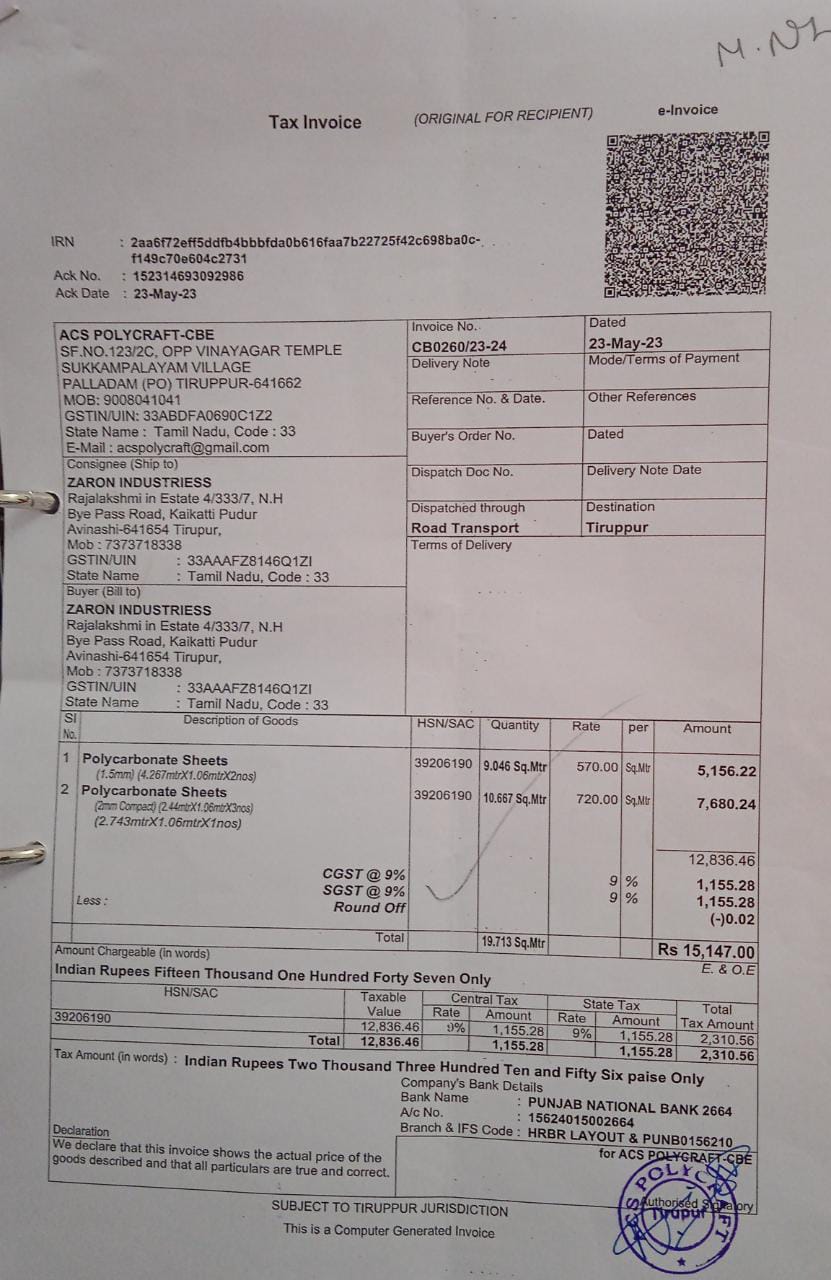 M. N
Tax Invoice (ORIGINAL FOR RECIPIENT) e-Invoice
IRN : 2aa6f72eff5ddfb4bbbfda0b616faa7b22725f42c698ba0c-
f149c70e604c2731
Ack No. : 152314693092986
Ack Date : 23-May-23
ACS POLYCRAFT-CBE
SF.NO.123/2C, OPP VINAYAGAR TEMPLE
SUKKAMPALAYAM VILLAGE
PALLADAM (PO) TIRUPPUR-641662
MOB: 9008041041
GSTIN/UIN: 33ABDFA0690C1Z2
State Name : Tamil Nadu, Code : 33
E-Mail : acspolycraft@gmail.com
Invoice No. Dated
CB0260/23-24 23-May-23
Delivery Note Mode/Terms of Payment
Reference No. & Date. Other References
Buyer's Order No. Dated
Dispatch Doc No. Delivery Note Date
Dispatched through Destination
Road Transport Tiruppur
Terms of Delivery
Consignee (Ship to)
ZARON INDUSTRIESS
Rajalakshmi in Estate 4/333/7, N.H
Bye Pass Road, Kaikatti Pudur
Avinashi-641654 Tirupur,
Mob : 7373718338
GSTIN/UIN : 33AAAFZ8146Q1ZI
State Name : Tamil Nadu, Code : 33
Buyer (Bill to)
ZARON INDUSTRIESS
Rajalakshmi in Estate 4/333/7, N.H
Bye Pass Road, Kaikatti Pudur
Avinashi-641654 Tirupur,
Mob : 7373718338
GSTIN/UIN : 33AAAFZ8146Q1ZI
State Name : Tamil Nadu, Code : 33
SI No. Description of Goods HSN/SAC Quantity Rate per Amount
1 Polycarbonate Sheets 39206190 9.046 Sq.Mtr 570.00 Sq.Mtr 5,156.22
(1.5mm) (4.267mtrX1.06mtrX2nos)
2 Polycarbonate Sheets 39206190 10.667 Sq.Mtr 720.00 Sq.Mtr 7,680.24
(2mm Compact) (2.44mtrX1.06mtrX3nos)
(2.743mtrX1.06mtrX1nos)
12,836.46
CGST @ 9% 9 % 1,155.28
SGST @ 9% 9 % 1,155.28
Less : Round Off (-)0.02
Total 19.713 Sq.Mtr Rs 15,147.00
Amount Chargeable (in words) E. & O.E
Indian Rupees Fifteen Thousand One Hundred Forty Seven Only
HSN/SAC Taxable Value Central Tax State Tax Total Tax Amount
Rate Amount Rate Amount
39206190 12,836.46 9% 1,155.28 9% 1,155.28 2,310.56
Total 12,836.46 1,155.28 1,155.28 2,310.56
Tax Amount (in words) : Indian Rupees Two Thousand Three Hundred Ten and Fifty Six paise Only
Company's Bank Details
Bank Name : PUNJAB NATIONAL BANK 2664
A/c No. : 15624015002664
Branch & IFS Code : HRBR LAYOUT & PUNB0156210
Declaration
We declare that this invoice shows the actual price of the
goods described and that all particulars are true and correct.
for ACS POLYCRAFT-CBE
ACS POLYCRAFT
Tirupur
Authorised Signatory
SUBJECT TO TIRUPPUR JURISDICTION
This is a Computer Generated Invoice